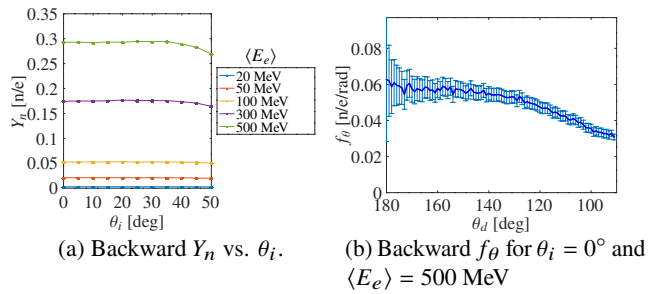 0.35
0.3
0.25
0.2
0.15
0.1
0.05
0
Y_n [n/e]
0 10 20 30 40 50
θ_i [deg]
⟨E_e⟩
20 MeV
50 MeV
100 MeV
300 MeV
500 MeV
(a) Backward Y_n vs. θ_i.
0.08
0.06
0.04
0
f_θ [n/e/rad]
180 160 140 120 100
θ_d [deg]
(b) Backward f_θ for θ_i = 0° and
⟨E_e⟩ = 500 MeV